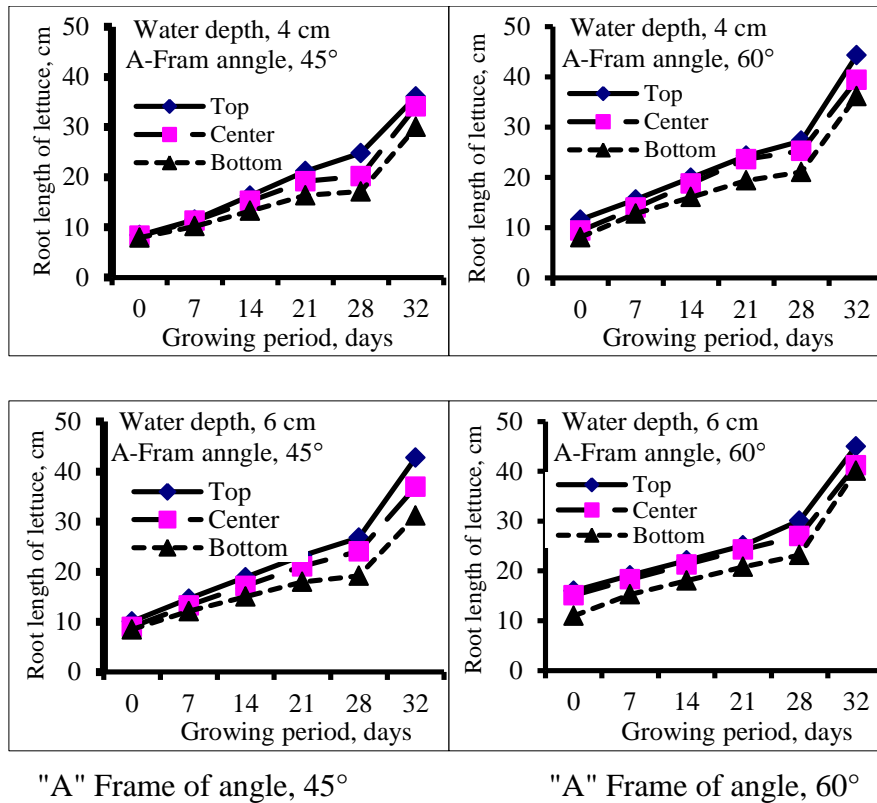 Water depth, 4 cm
A-Fram anngle, 45°
Top
Center
Bottom
Root length of lettuce, cm
50
40
30
20
10
0
0 7 14 21 28 32
Growing period, days
Water depth, 4 cm
A-Fram anngle, 60°
Top
Center
Bottom
Root length of lettuce, cm
50
40
30
20
10
0
0 7 14 21 28 32
Growing period, days
Water depth, 6 cm
A-Fram anngle, 45°
Top
Center
Bottom
Root length of lettuce, cm
50
40
30
20
10
0
0 7 14 21 28 32
Growing period, days
Water depth, 6 cm
A-Fram anngle, 60°
Top
Center
Bottom
Root length of lettuce, cm
50
40
30
20
10
0
0 7 14 21 28 32
Growing period, days
"A" Frame of angle, 45°
"A" Frame of angle, 60°